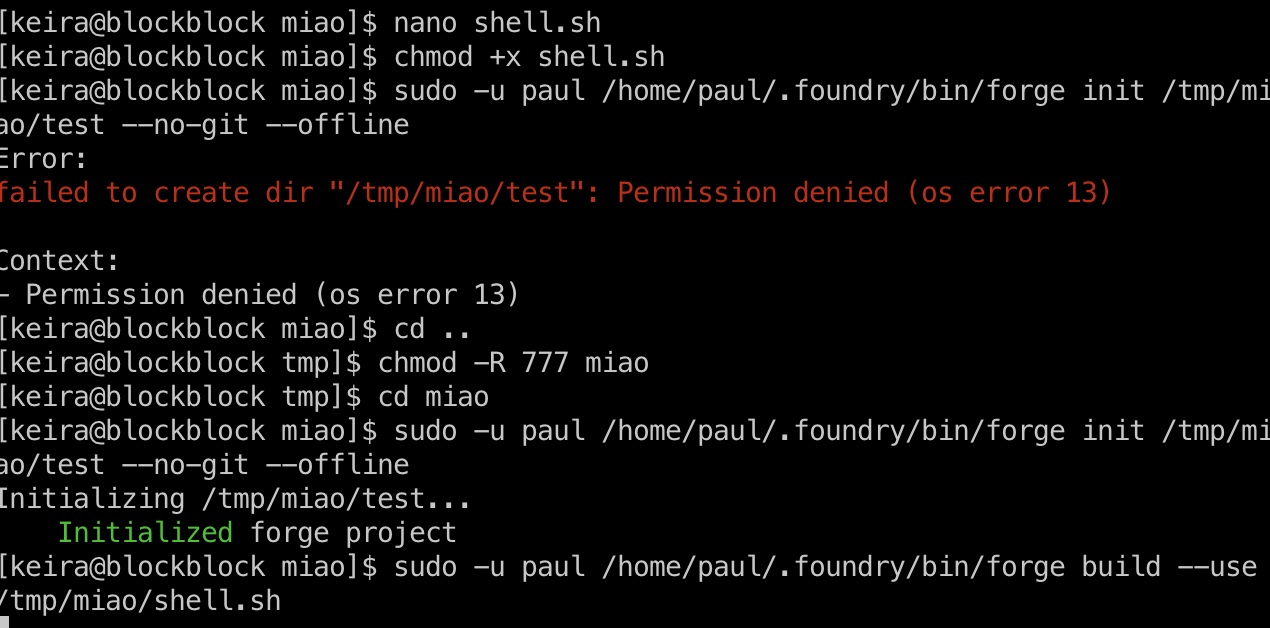 [keira@blockblock miao]$ nano shell.sh
[keira@blockblock miao]$ chmod +x shell.sh
[keira@blockblock miao]$ sudo -u paul /home/paul/.foundry/bin/forge init /tmp/mi
ao/test --no-git --offline
Error:
failed to create dir "/tmp/miao/test": Permission denied (os error 13)
Context:
- Permission denied (os error 13)
[keira@blockblock miao]$ cd ..
[keira@blockblock tmp]$ chmod -R 777 miao
[keira@blockblock tmp]$ cd miao
[keira@blockblock miao]$ sudo -u paul /home/paul/.foundry/bin/forge init /tmp/mi
ao/test --no-git --offline
Initializing /tmp/miao/test...
Initialized forge project
[keira@blockblock miao]$ sudo -u paul /home/paul/.foundry/bin/forge build --use
/tmp/miao/shell.sh